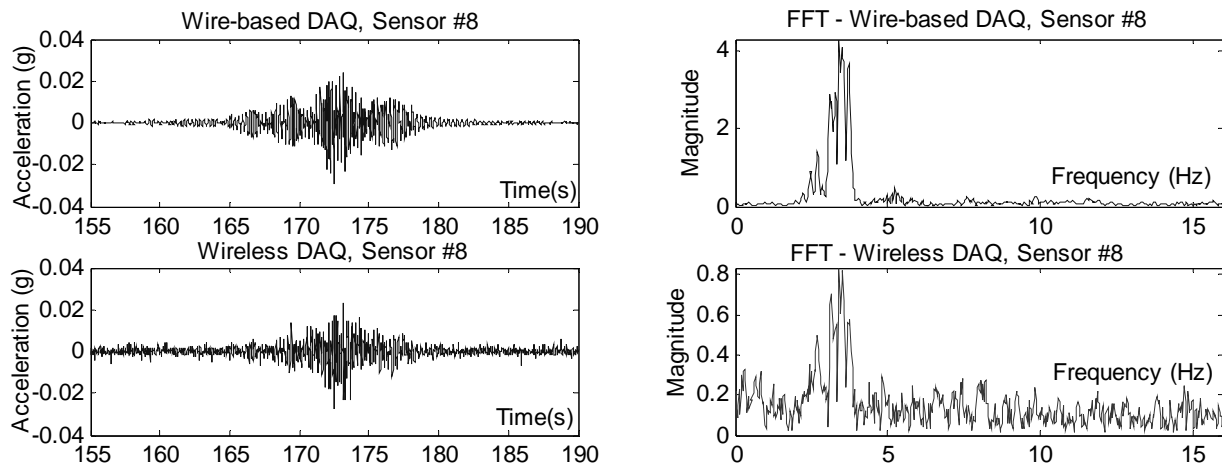 Wire-based DAQ, Sensor #8
Acceleration (g)
0.04
0.02
0
-0.02
-0.04
Time(s)
155 160 165 170 175 180 185 190
FFT - Wire-based DAQ, Sensor #8
Magnitude
4
2
0
Frequency (Hz)
0 5 10 15
Wireless DAQ, Sensor #8
Acceleration (g)
0.04
0.02
0
-0.02
-0.04
Time(s)
155 160 165 170 175 180 185 190
FFT - Wireless DAQ, Sensor #8
Magnitude
0.8
0.6
0.4
0.2
0
Frequency (Hz)
0 5 10 15